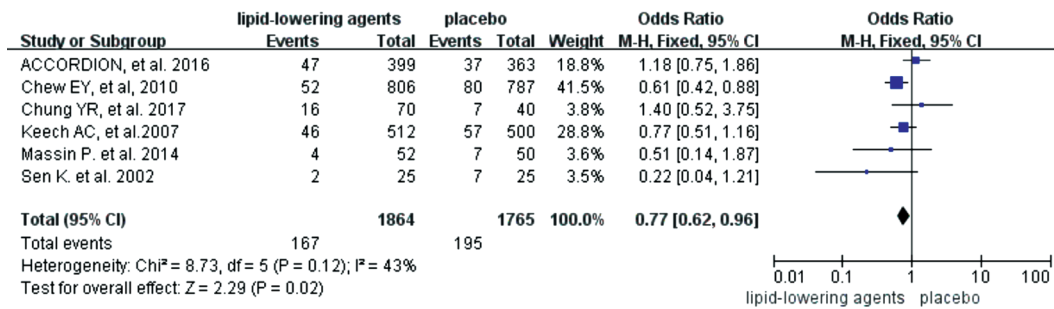 lipid-lowering agents placebo Odds Ratio Odds Ratio
Study or Subgroup Events Total Events Total Weight M-H, Fixed, 95% CI M-H, Fixed, 95% CI
ACCORDION, et al. 2016 47 399 37 363 18.8% 1.18 [0.75, 1.86]
Chew EY, et al, 2010 52 806 80 787 41.5% 0.61 [0.42, 0.88]
Chung YR, et al. 2017 16 70 7 40 3.8% 1.40 [0.52, 3.75]
Keech AC, et al.2007 46 512 57 500 28.8% 0.77 [0.51, 1.16]
Massin P. et al. 2014 4 52 7 50 3.6% 0.51 [0.14, 1.87]
Sen K. et al. 2002 2 25 7 25 3.5% 0.22 [0.04, 1.21]
Total (95% CI) 1864 1765 100.0% 0.77 [0.62, 0.96]
Total events 167 195
Heterogeneity: Chi² = 8.73, df = 5 (P = 0.12); I² = 43%
Test for overall effect: Z = 2.29 (P = 0.02)
0.01 0.1 1 10 100
lipid-lowering agents placebo